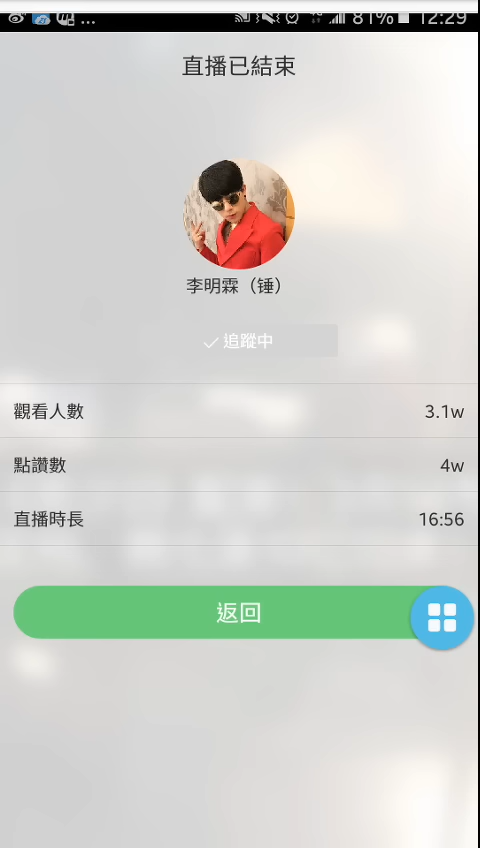 81% 12:29
直播已結束
李明霖（锤）
追蹤中
觀看人數 3.1w
點讚數 4w
直播時長 16:56
返回